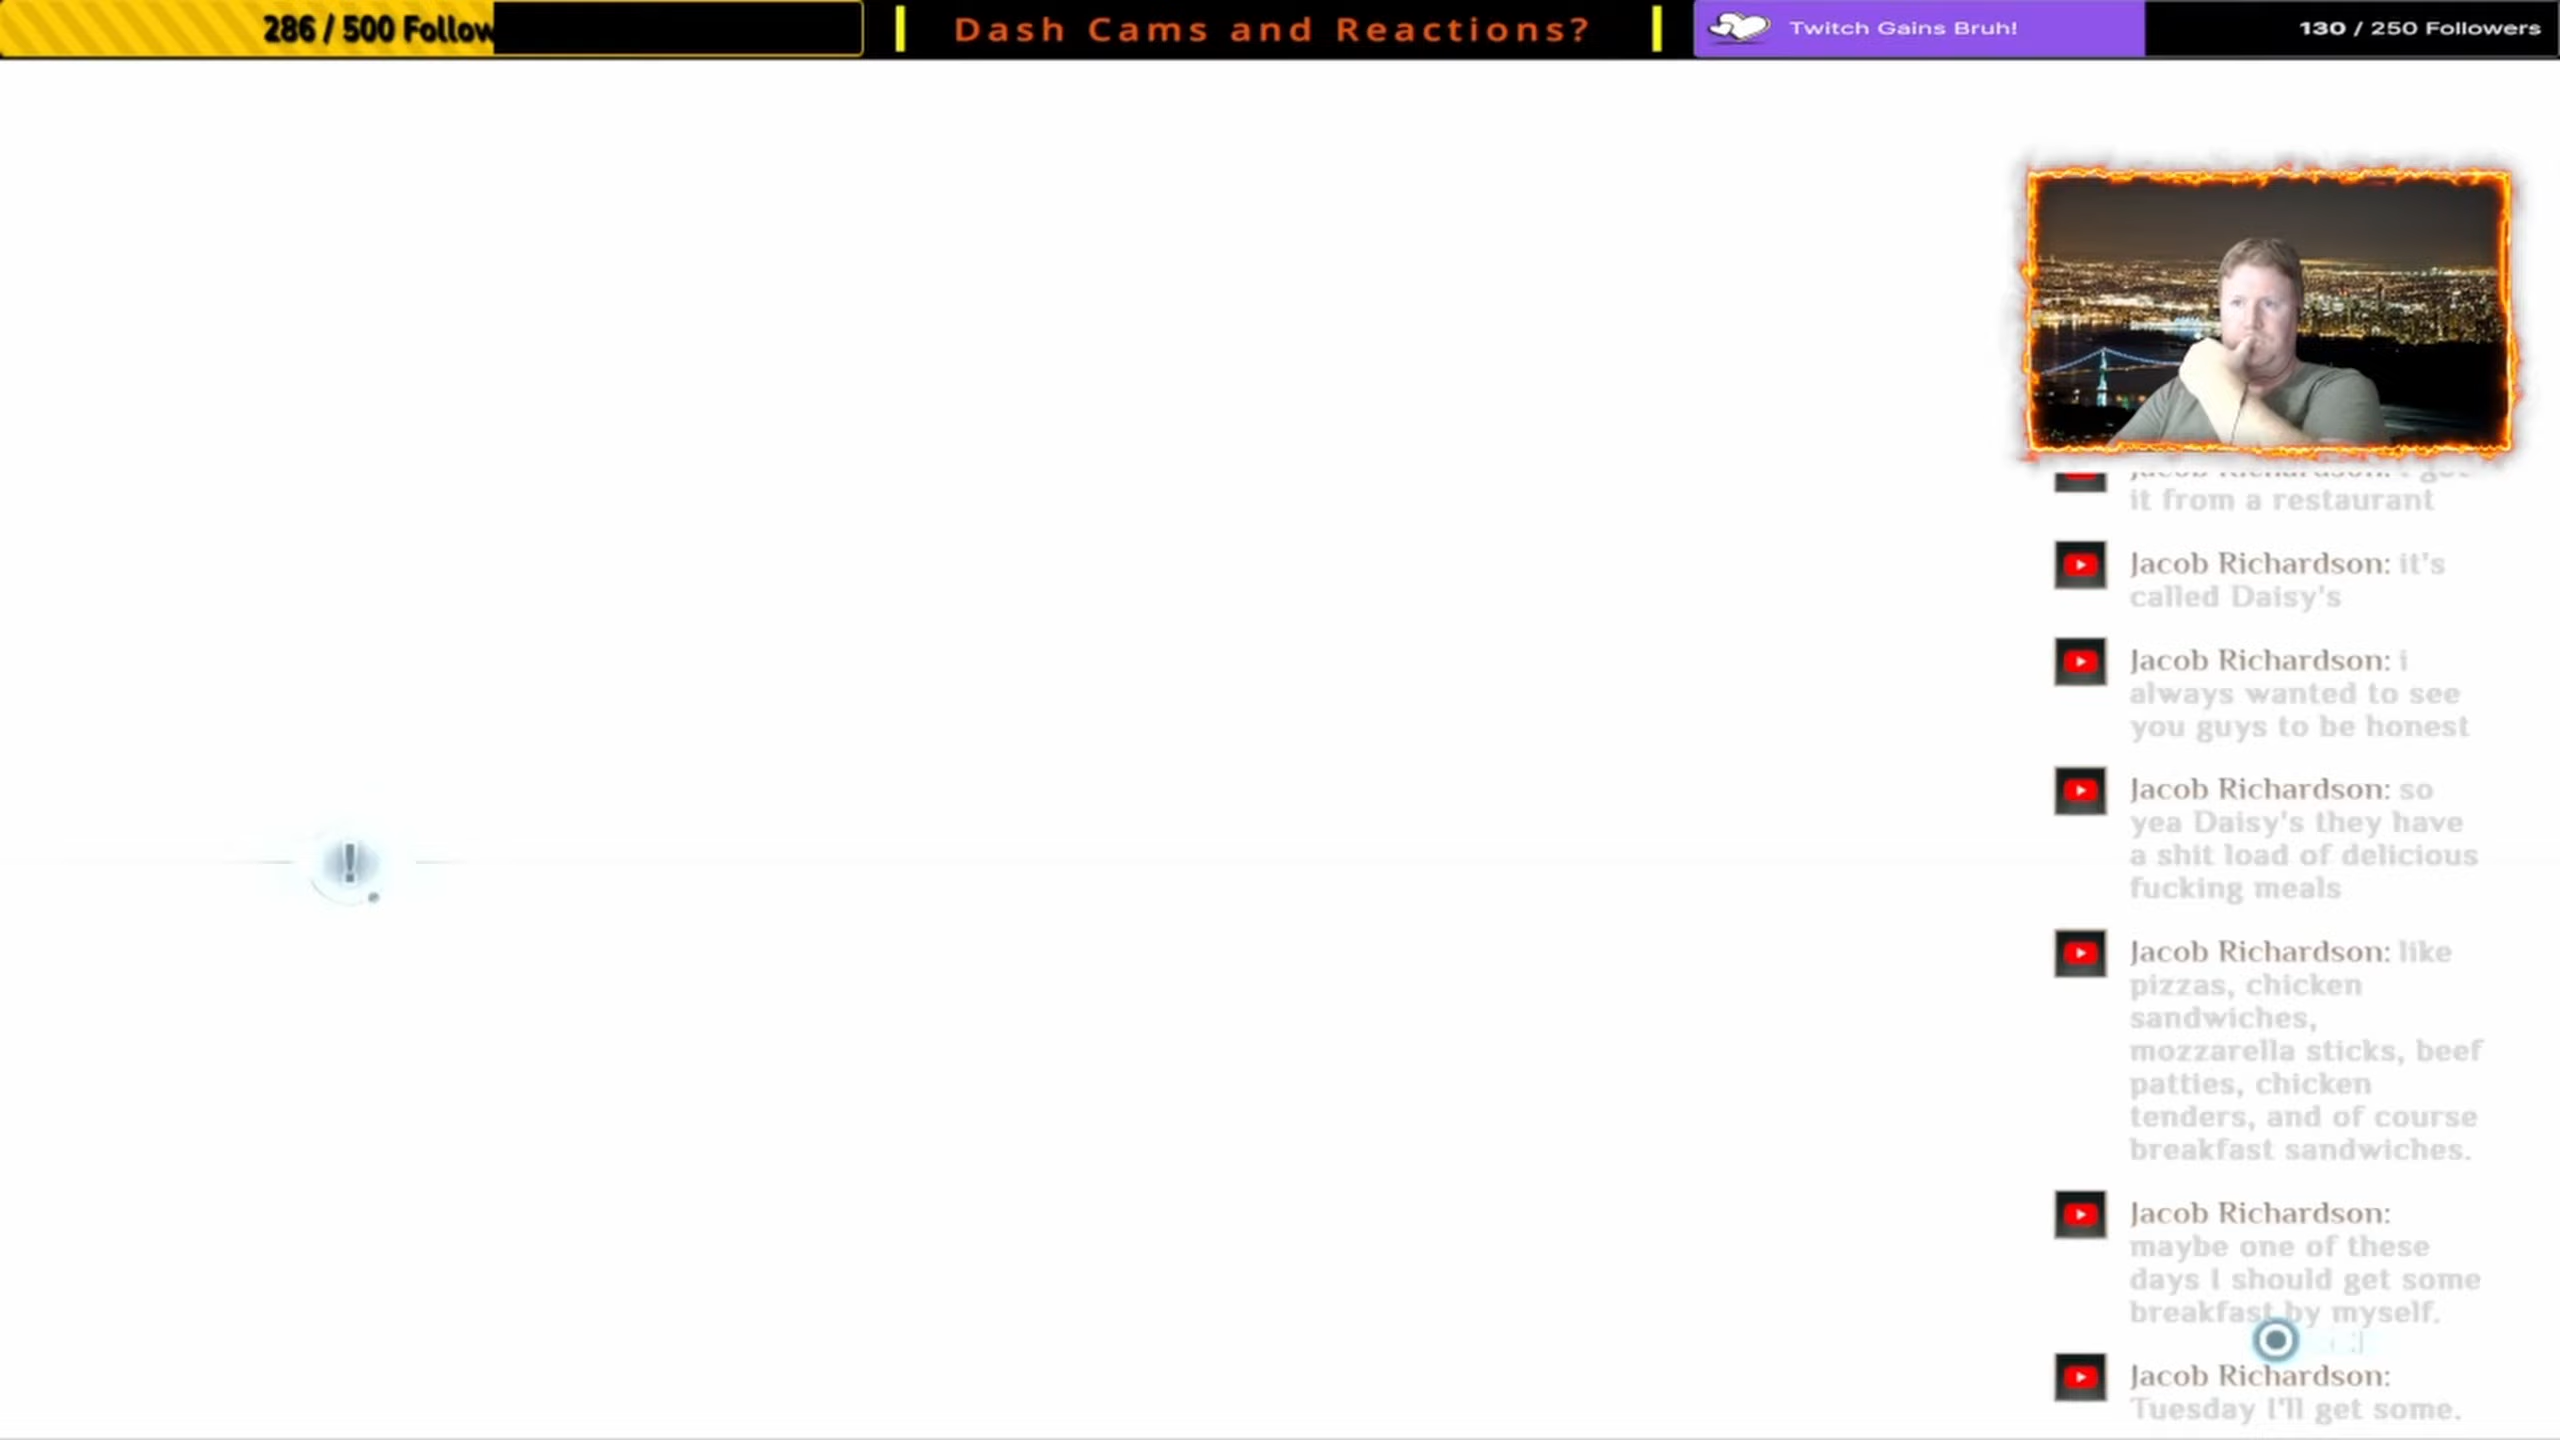 286 / 500 Follow
Dash Cams and Reactions?
Twitch Gains Bruh!
130 / 250 Followers
it from a restaurant
Jacob Richardson: it's
called Daisy's
Jacob Richardson: i
always wanted to see
you guys to be honest
Jacob Richardson: so
yea Daisy's they have
a shit load of delicious
fucking meals
Jacob Richardson: like
pizzas, chicken
sandwiches,
mozzarella sticks, beef
patties, chicken
tenders, and of course
breakfast sandwiches.
Jacob Richardson:
maybe one of these
days I should get some
breakfast by myself.
Jacob Richardson:
Tuesday I'll get some.